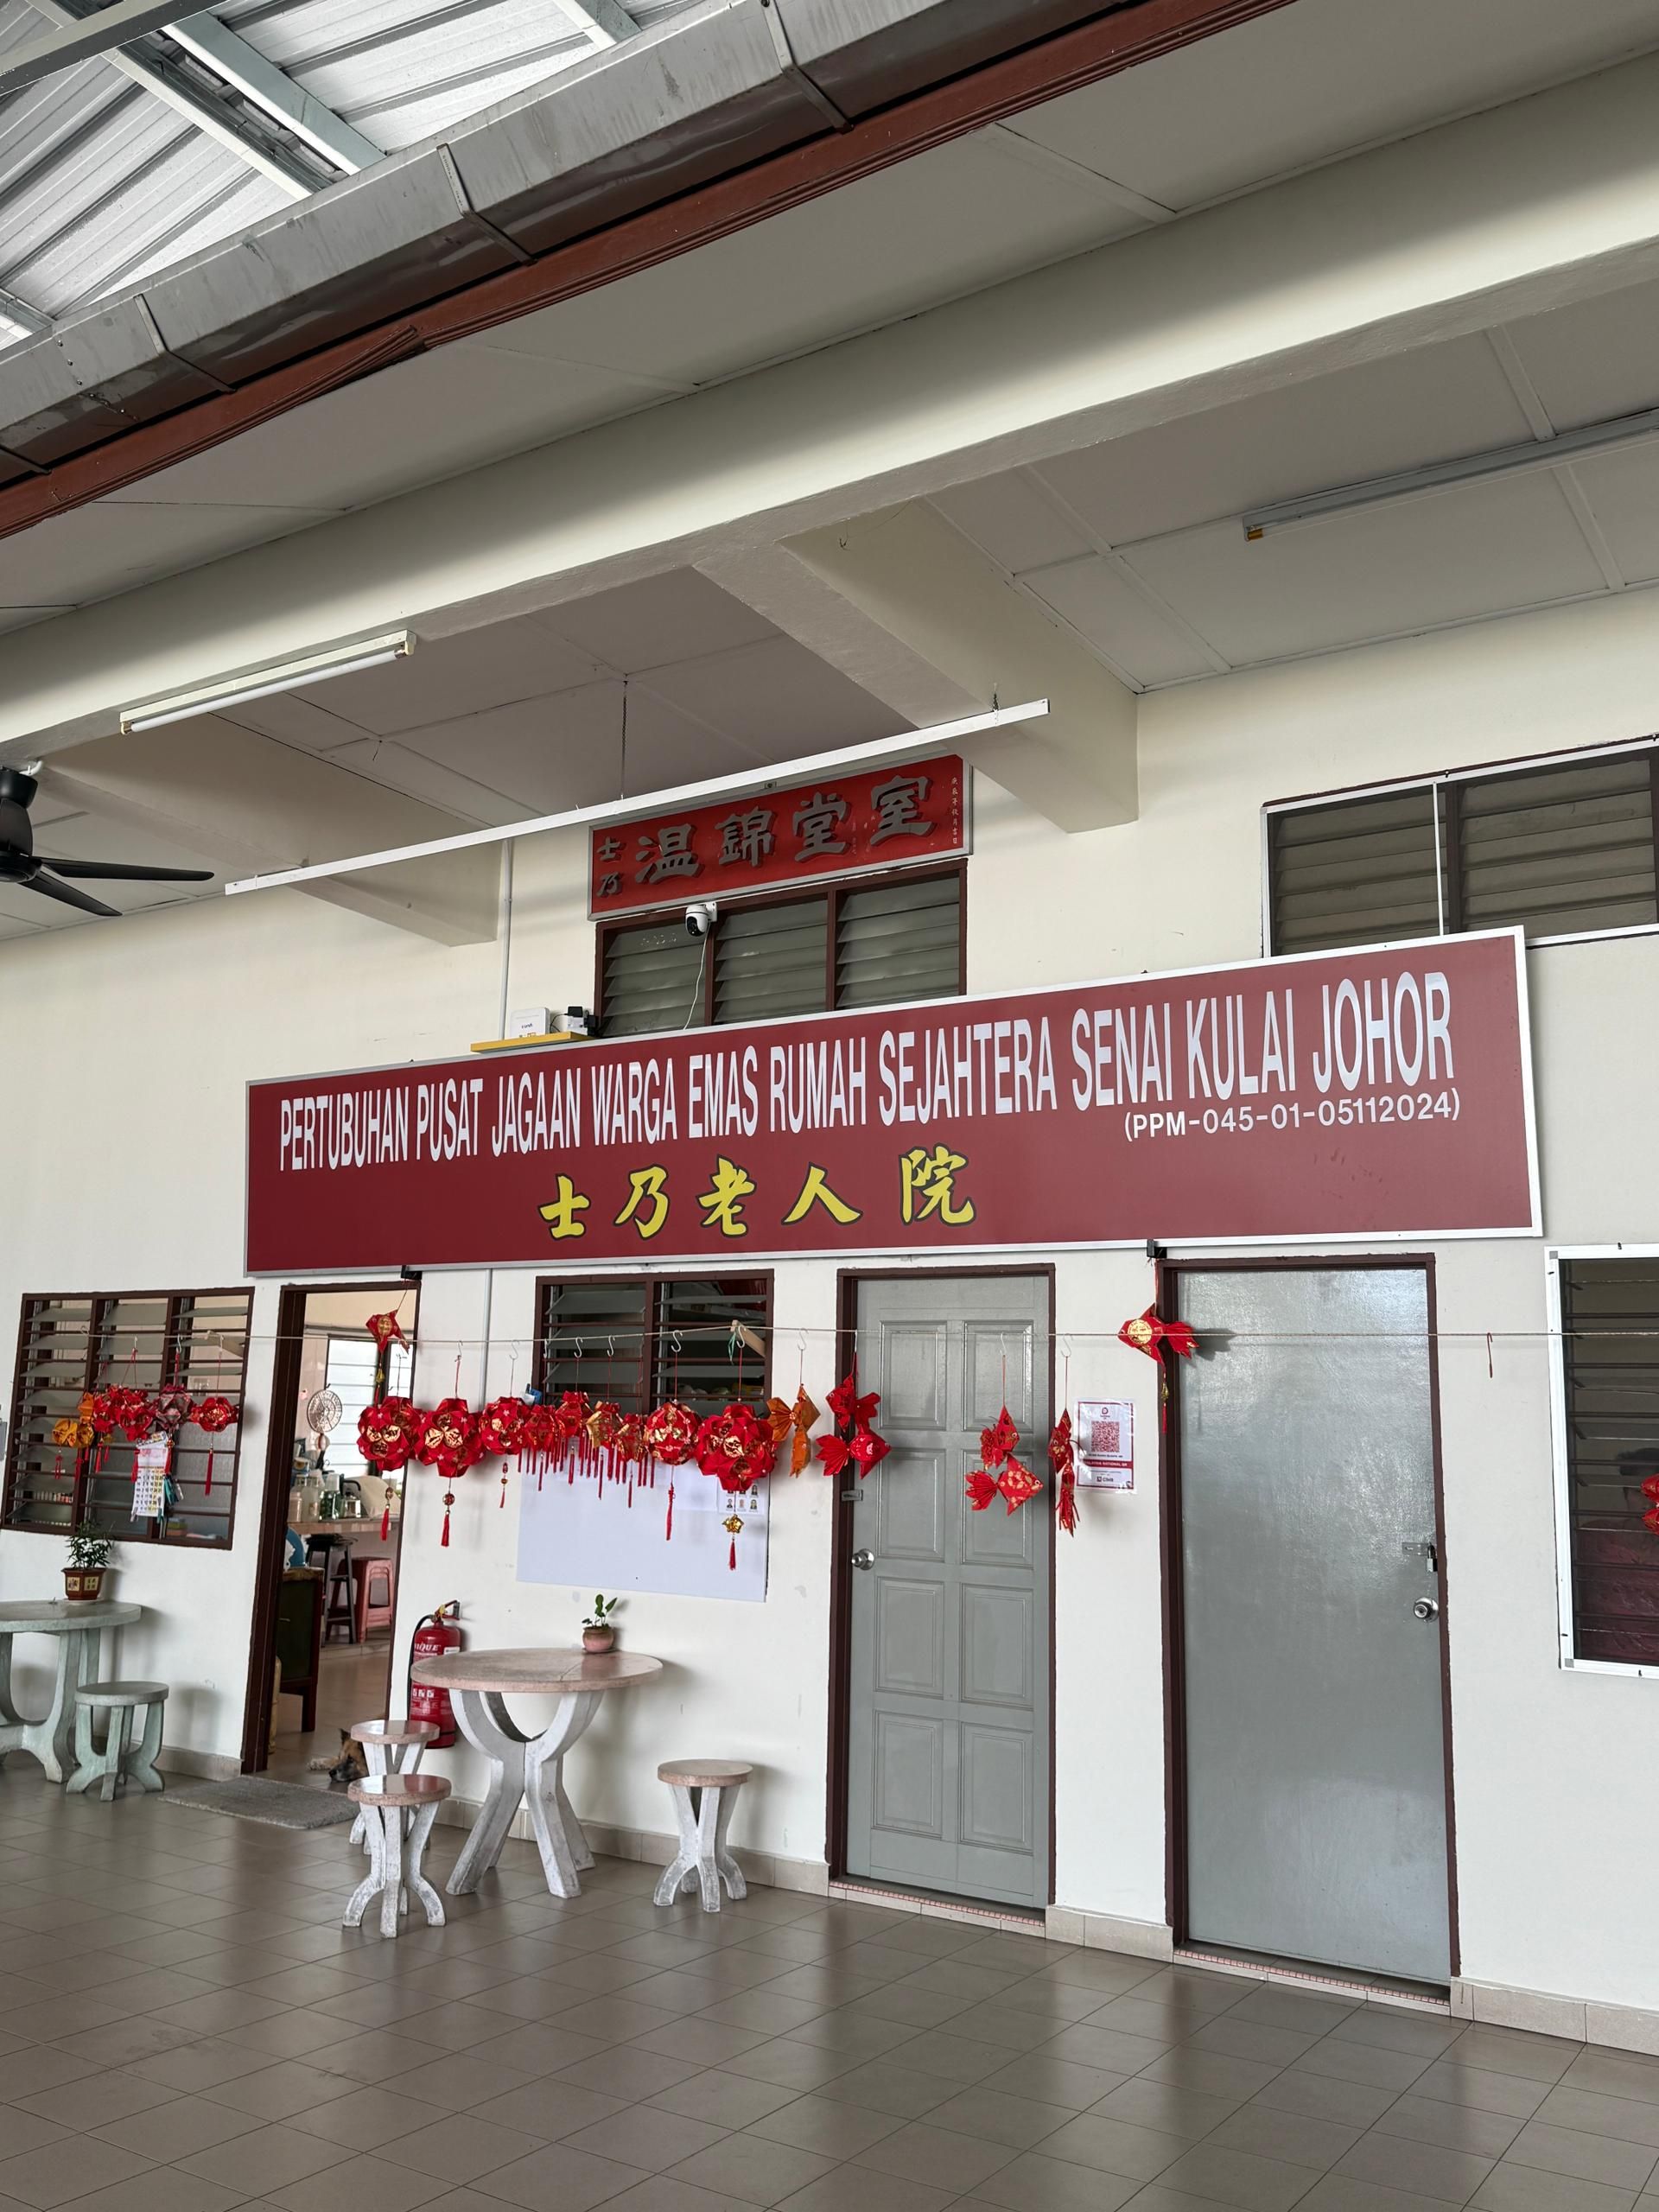 士乃 温錦堂室
PERTUBUHAN PUSAT JAGAAN WARGA EMAS RUMAH SEJAHTERA SENAI KULAI JOHOR
(PPM-045-01-05112024)
士乃老人院